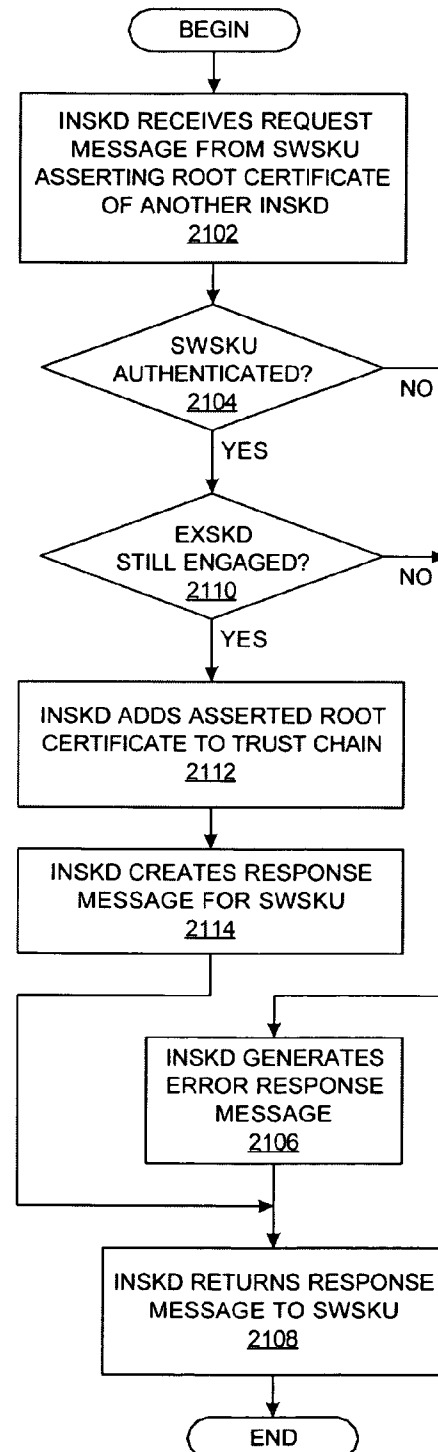 BEGIN
INSKD RECEIVES REQUEST
MESSAGE FROM SWSKU
ASSERTING ROOT CERTIFICATE
OF ANOTHER INSKD
2102
SWSKU
AUTHENTICATED?
2104
NO
YES
EXSKD
STILL ENGAGED?
2110
NO
YES
INSKD ADDS ASSERTED ROOT
CERTIFICATE TO TRUST CHAIN
2112
INSKD CREATES RESPONSE
MESSAGE FOR SWSKU
2114
INSKD GENERATES
ERROR RESPONSE
MESSAGE
2106
INSKD RETURNS RESPONSE
MESSAGE TO SWSKU
2108
END